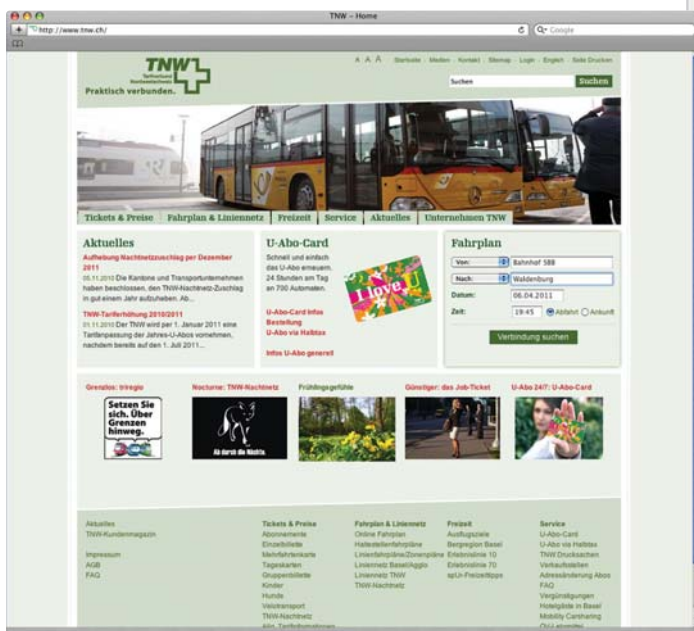 TNW – Home
http://www.tnw.ch/
Google
TNW
Tarifverbund
Nordwestschweiz
Praktisch verbunden.
A A A Startseite Medien Kontakt Sitemap Login English Seite Drucken
Suchen Suchen
Tickets & Preise Fahrplan & Liniennetz Freizeit Service Aktuelles Unternehmen TNW
Aktuelles
Aufhebung Nachtnetzzuschlag per Dezember
2011
05.11.2010 Die Kantone und Transportunternehmen
haben beschlossen, den TNW-Nachtnetz-Zuschlag
in gut einem Jahr aufzuheben. Ab...
TNW-Tariferhöhung 2010/2011
01.11.2010 Der TNW wird per 1. Januar 2011 eine
Tarifanpassung der Jahres-U-Abos vornehmen,
nachdem bereits auf den 1. Juli 2011...
U-Abo-Card
Schnell und einfach
das U-Abo erneuern.
24 Stunden am Tag
an 700 Automaten.
I love U
U-Abo-Card Infos
Bestellung
U-Abo via Halbtax
Infos U-Abo generell
Fahrplan
Von: Bahnhof SBB
Nach: Waldenburg
Datum: 06.04.2011
Zeit: 19:45 Abfahrt Ankunft
Verbindung suchen
Grenzlos: triregio
Setzen Sie
sich. Über
Grenzen
hinweg.
Nocturne: TNW-Nachtnetz
Ab durch die Nächte.
Frühlingsgefühle
Günstiger: das Job-Ticket
U-Abo 24/7: U-Abo-Card
Aktuelles
TNW-Kundenmagazin
Impressum
AGB
FAQ
Tickets & Preise
Abonnemente
Einzelbillette
Mehrfahrtenkarte
Tageskarten
Gruppenbillette
Kinder
Hunde
Velotransport
TNW-Nachtnetz
Allg. Tarifinformationen
Fahrplan & Liniennetz
Online Fahrplan
Haltestellenfahrpläne
Linienfahrpläne/Zonenpläne
Liniennetz Basel/Agglo
Liniennetz TNW
TNW-Nachtnetz
Freizeit
Ausflugsziele
Bergregion Basel
Erlebnislinie 10
Erlebnislinie 70
spUr-Freizeittipps
Service
U-Abo-Card
U-Abo via Halbtax
TNW Drucksachen
Verkaufsstellen
Adressänderung Abos
FAQ
Vergünstigungen
Hotelgäste in Basel
Mobility Carsharing